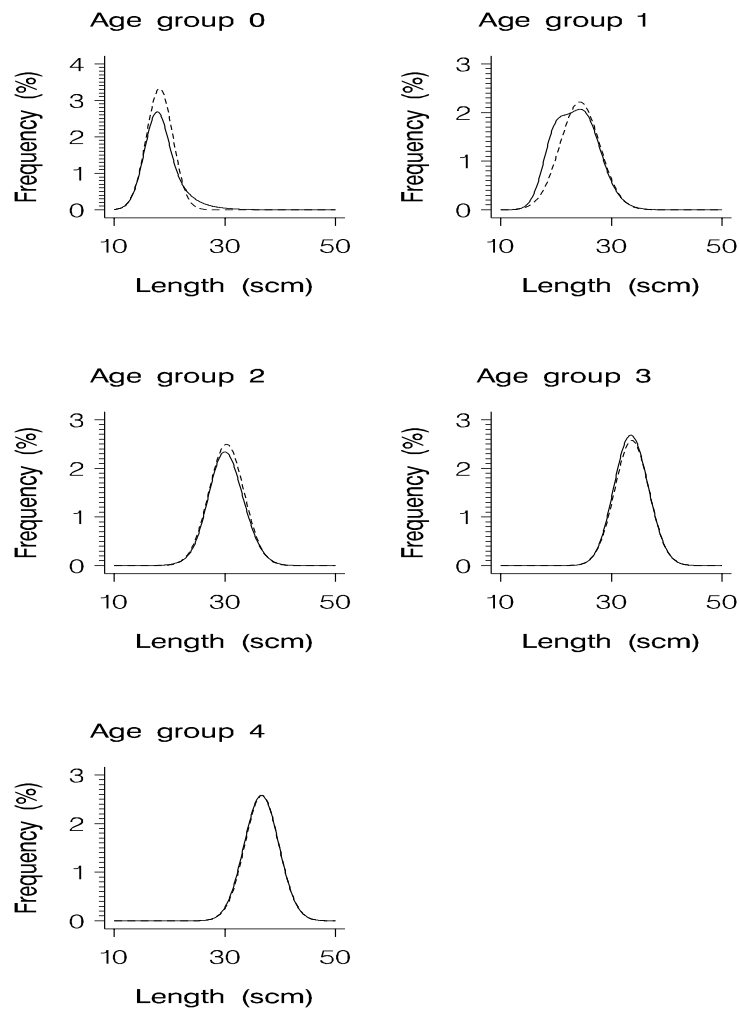 Age group 0
Frequency (%)
4
3
2
1
0
10 30 50
Length (scm)
Age group 1
Frequency (%)
3
2
1
0
10 30 50
Length (scm)
Age group 2
Frequency (%)
3
2
1
0
10 30 50
Length (scm)
Age group 3
Frequency (%)
3
2
1
0
10 30 50
Length (scm)
Age group 4
Frequency (%)
3
2
1
0
10 30 50
Length (scm)